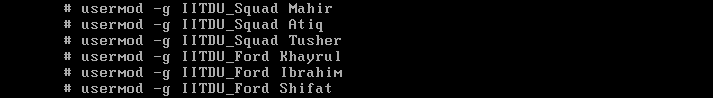 # usermod -g IITDU_Squad Mahir
# usermod -g IITDU_Squad Atiq
# usermod -g IITDU_Squad Tusher
# usermod -g IITDU_Ford Khayrul
# usermod -g IITDU_Ford Ibrahim
# usermod -g IITDU_Ford Shifat